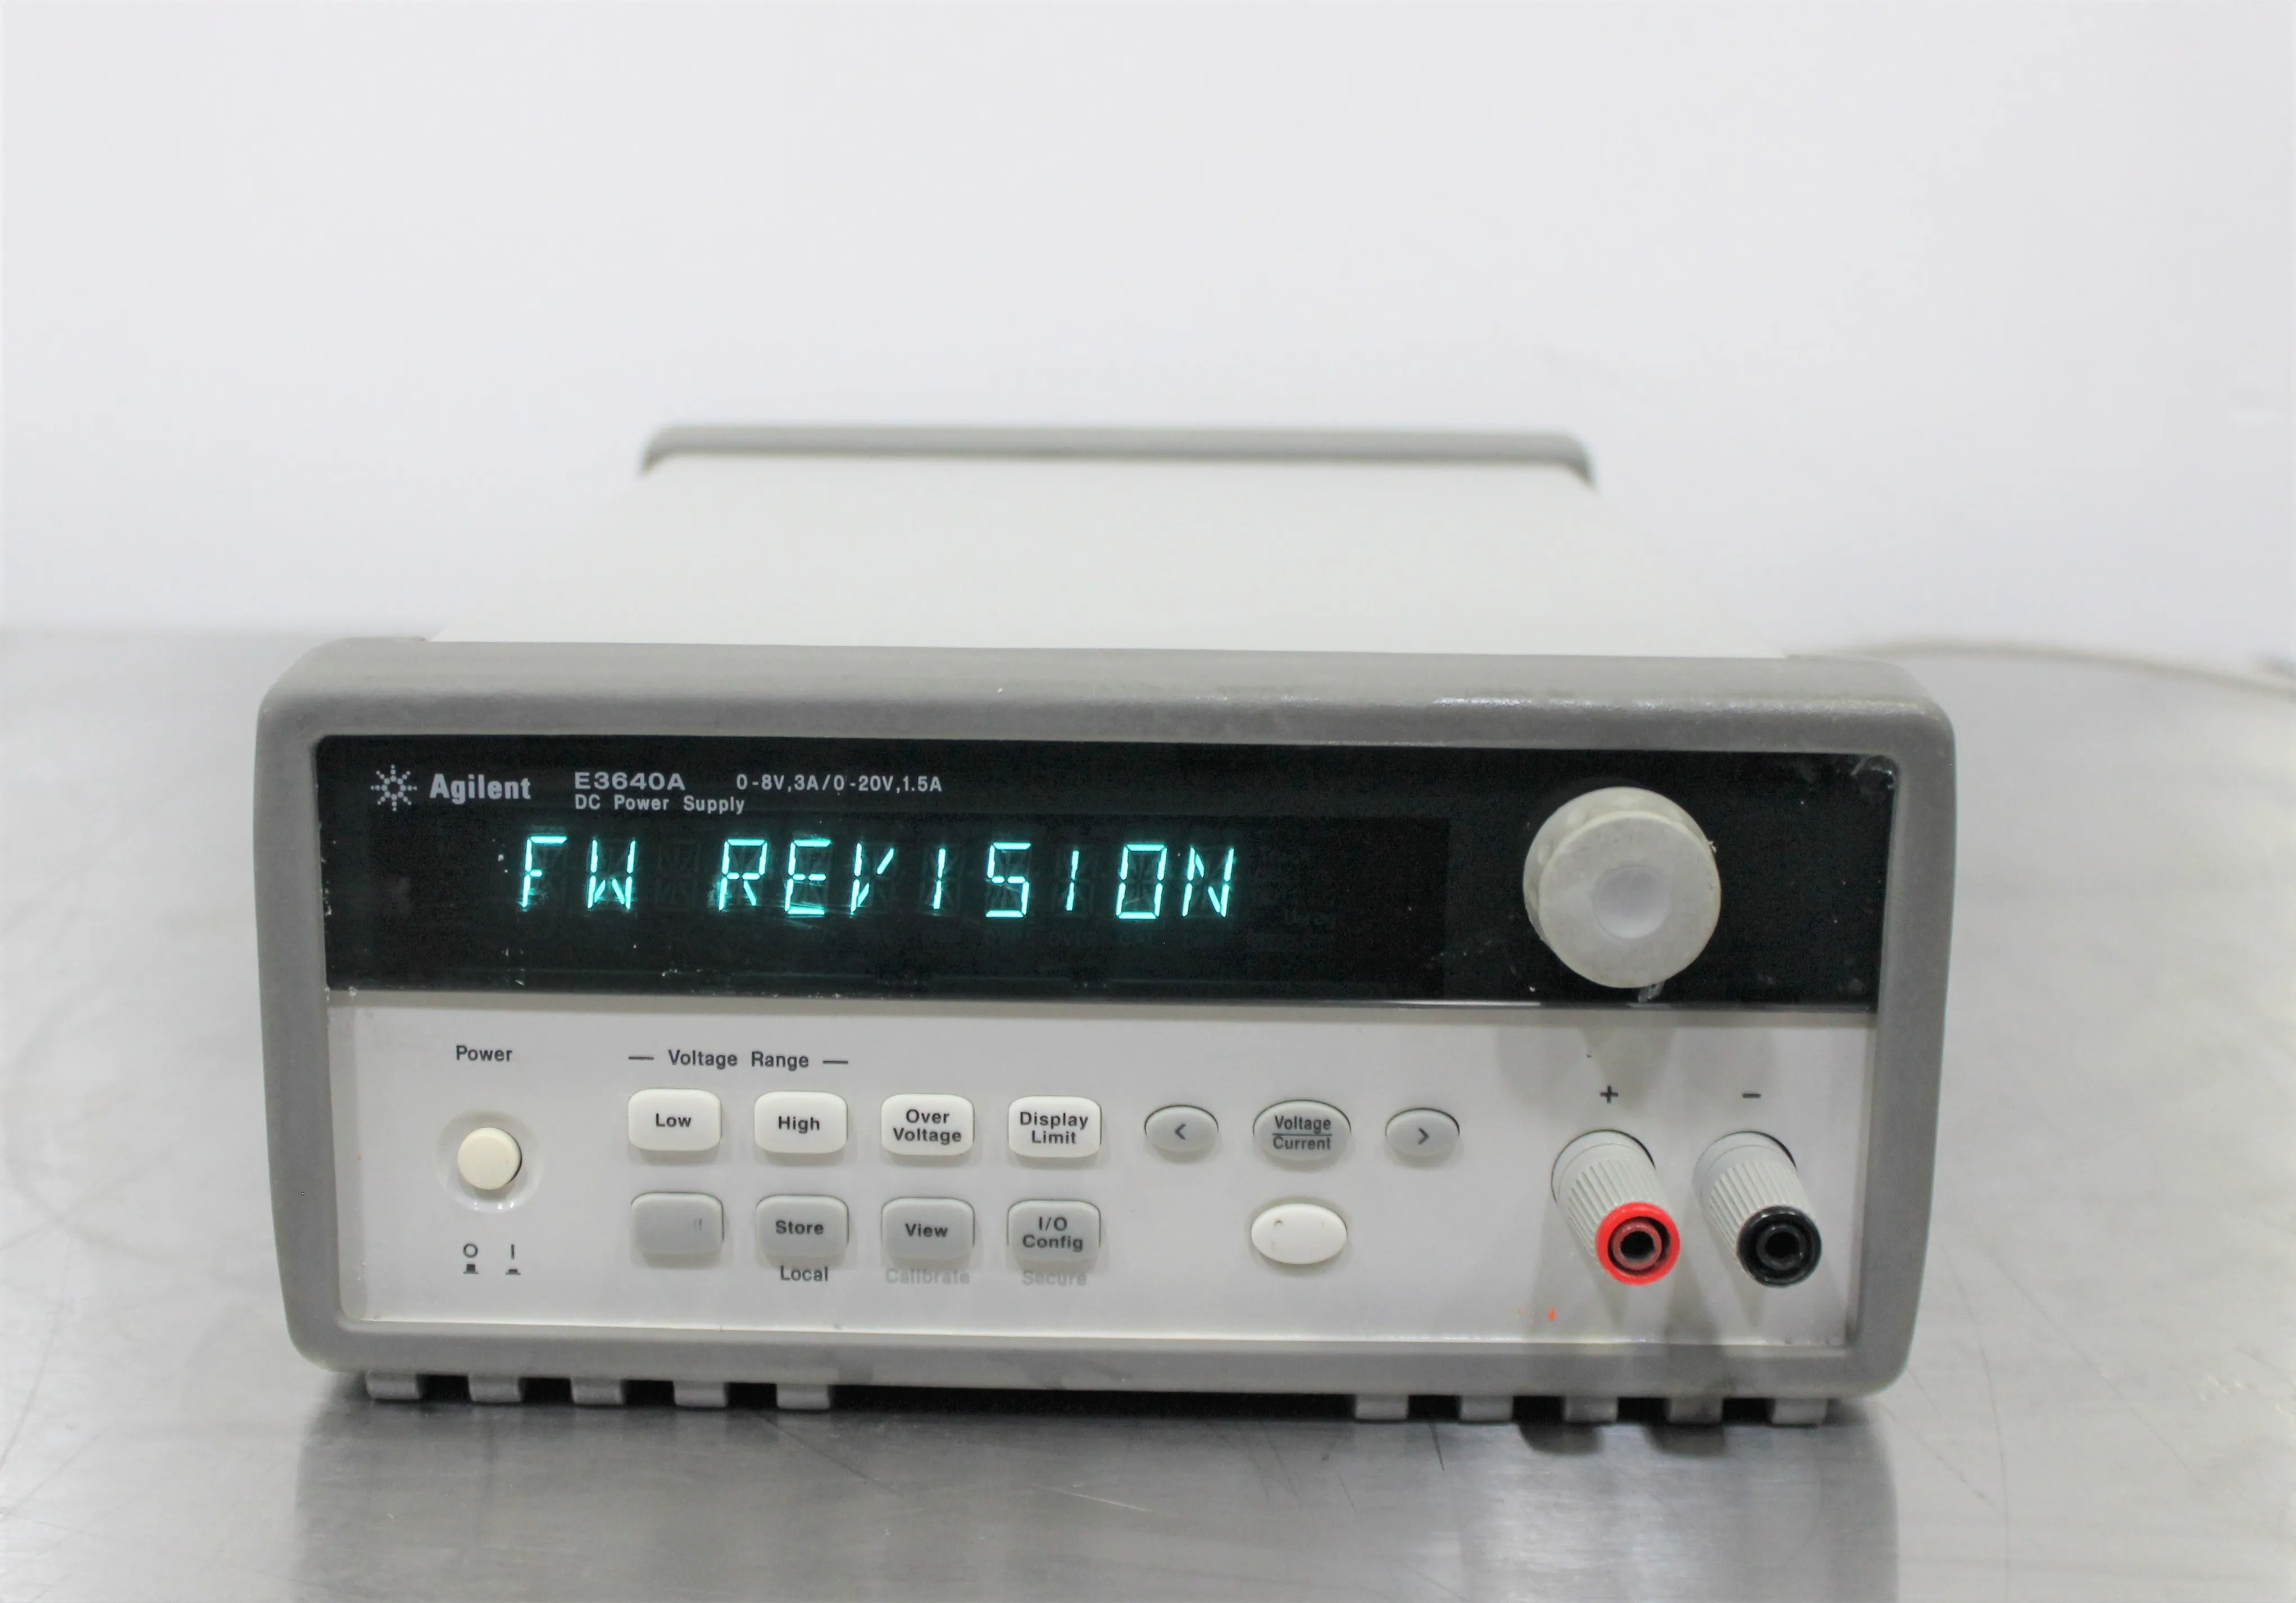 Agilent E3640A 0-8V,3A/0-20V,1.5A
DC Power Supply
FW REVISION
Power
Voltage Range
+ −
Low High Over Voltage Display Limit < Voltage Current >
Store View I/O Config
O I
Local Calibrate Secure